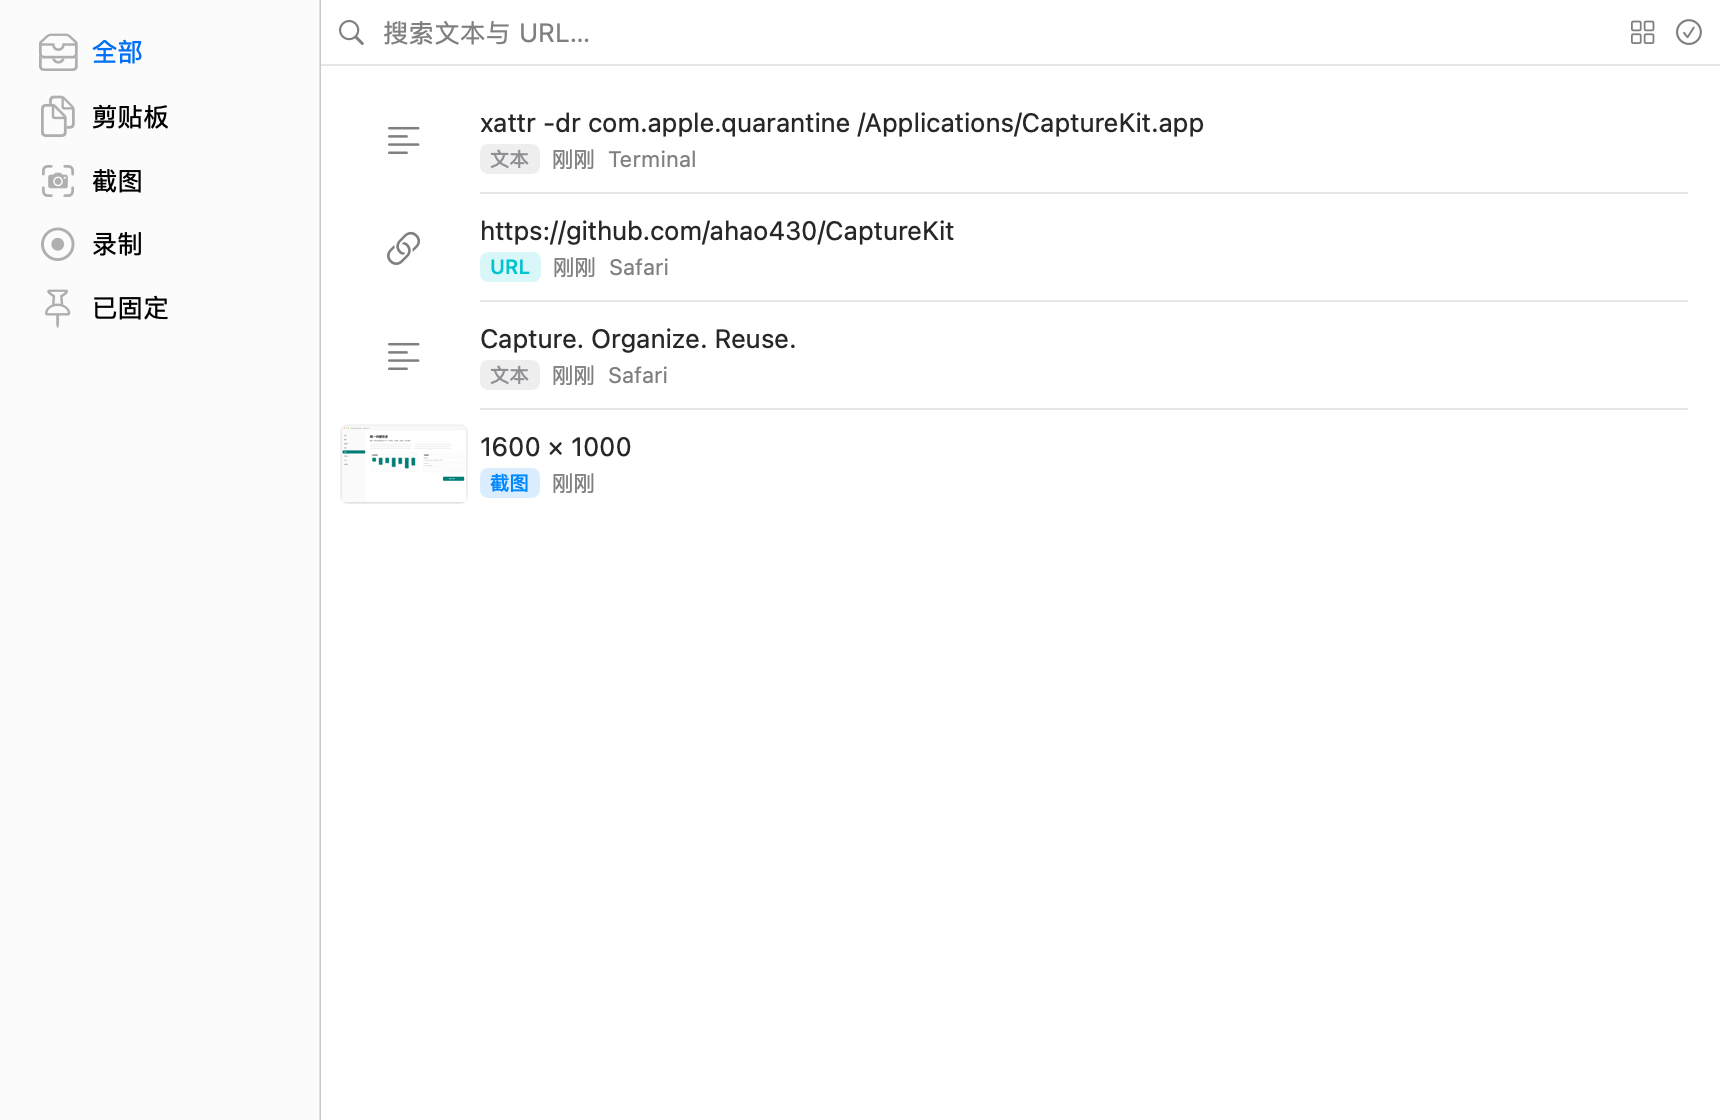 全部
剪贴板
截图
录制
已固定
搜索文本与 URL...
xattr -dr com.apple.quarantine /Applications/CaptureKit.app
文本 刚刚 Terminal
https://github.com/ahao430/CaptureKit
URL 刚刚 Safari
Capture. Organize. Reuse.
文本 刚刚 Safari
1600 × 1000
截图 刚刚